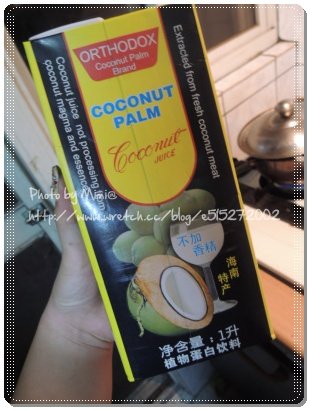 ORTHODOX
Coconut Palm
Brand
COCONUT
PALM
Coconut
JUICE
Extracted from fresh coconut meat
Coconut juice not processing from
coconut magma and essence
Photo by Mimi@
http://www.wretch.cc/blog/e515272002
不加
香精
海南
特产
净含量:1升
植物蛋白饮料